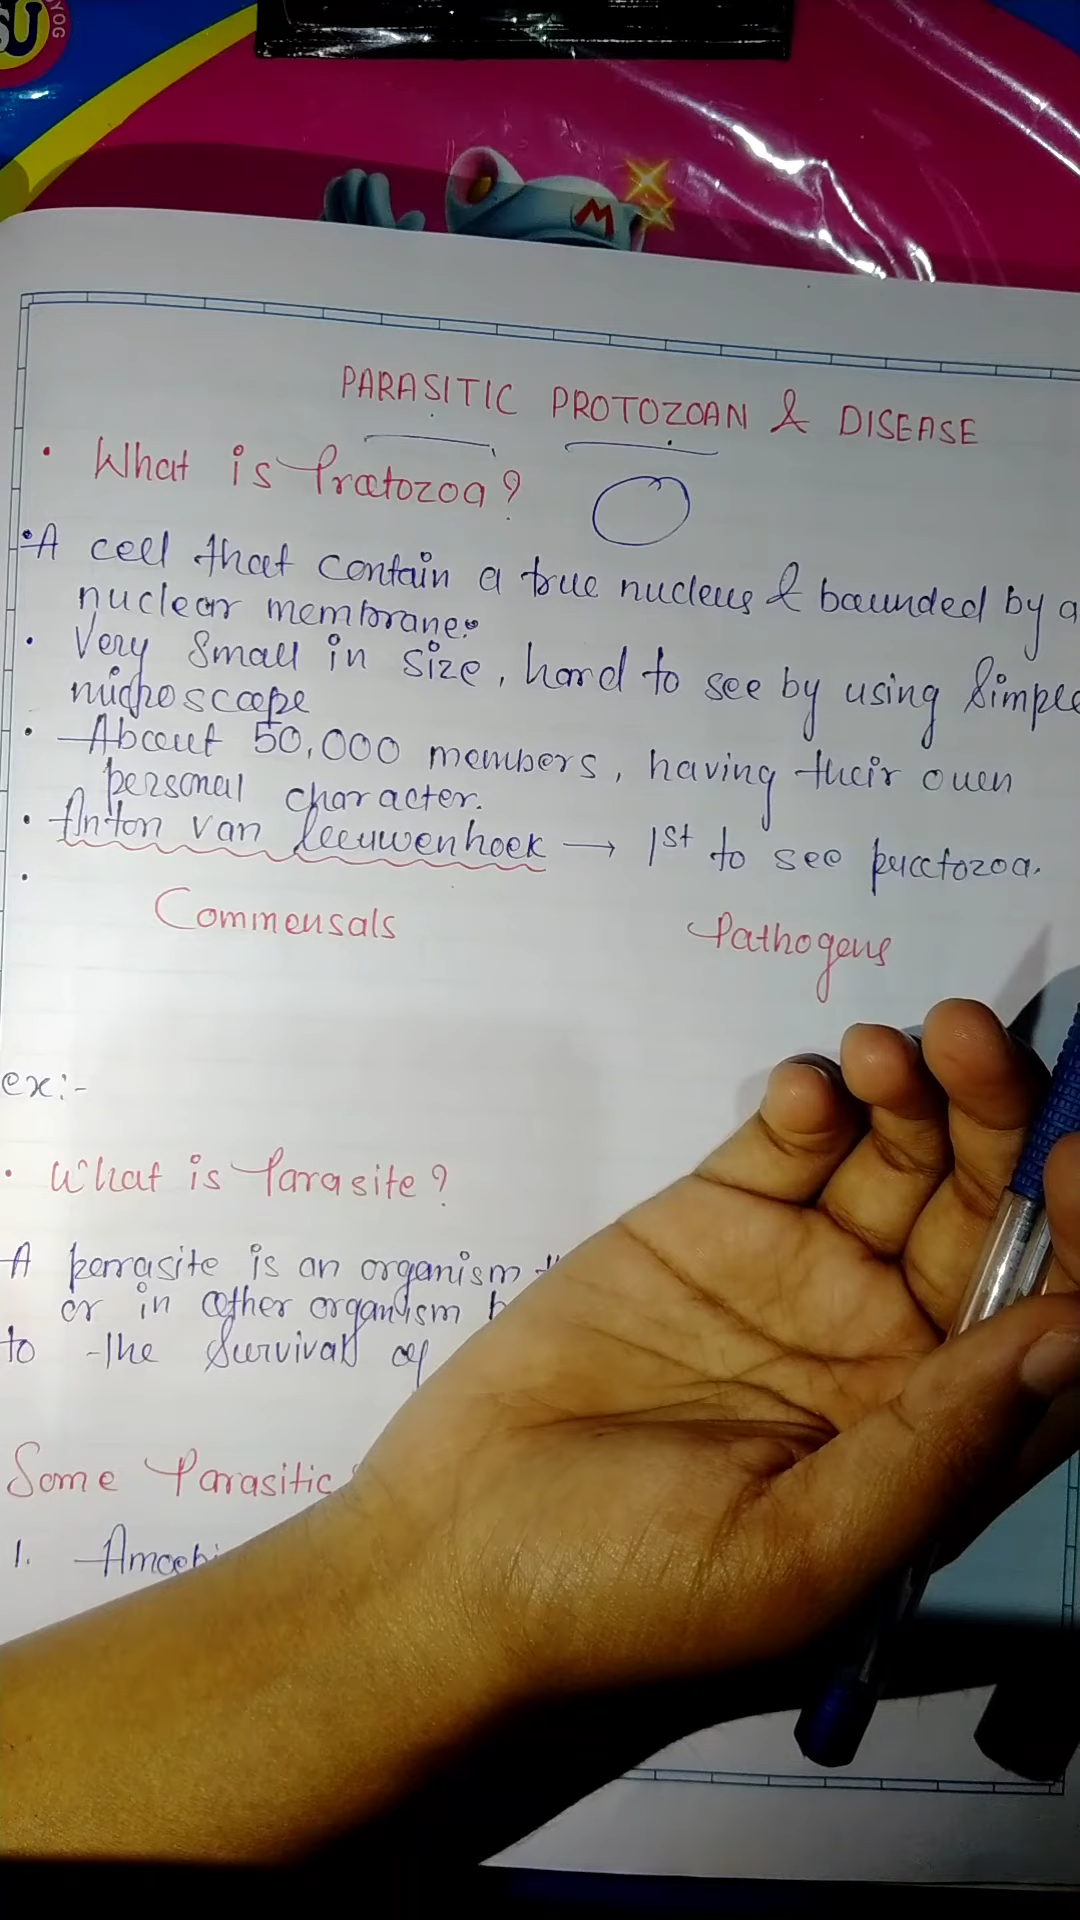 SU
YOG
M
PARASITIC PROTOZOAN & DISEASE
• What is Protozoa?
• A cell that contain a true nucleus & bounded by a
nuclear membrane.
• Very small in size, hard to see by using simple
microscope
• About 50,000 members, having their own
personal character.
• Anton van leeuwenhoek → 1st to see protozoa.
•
Commensals Pathogens
ex:-
• What is Parasite?
A parasite is an organism
or in other organism
to the survival of
Some Parasitic
1. Amoebi